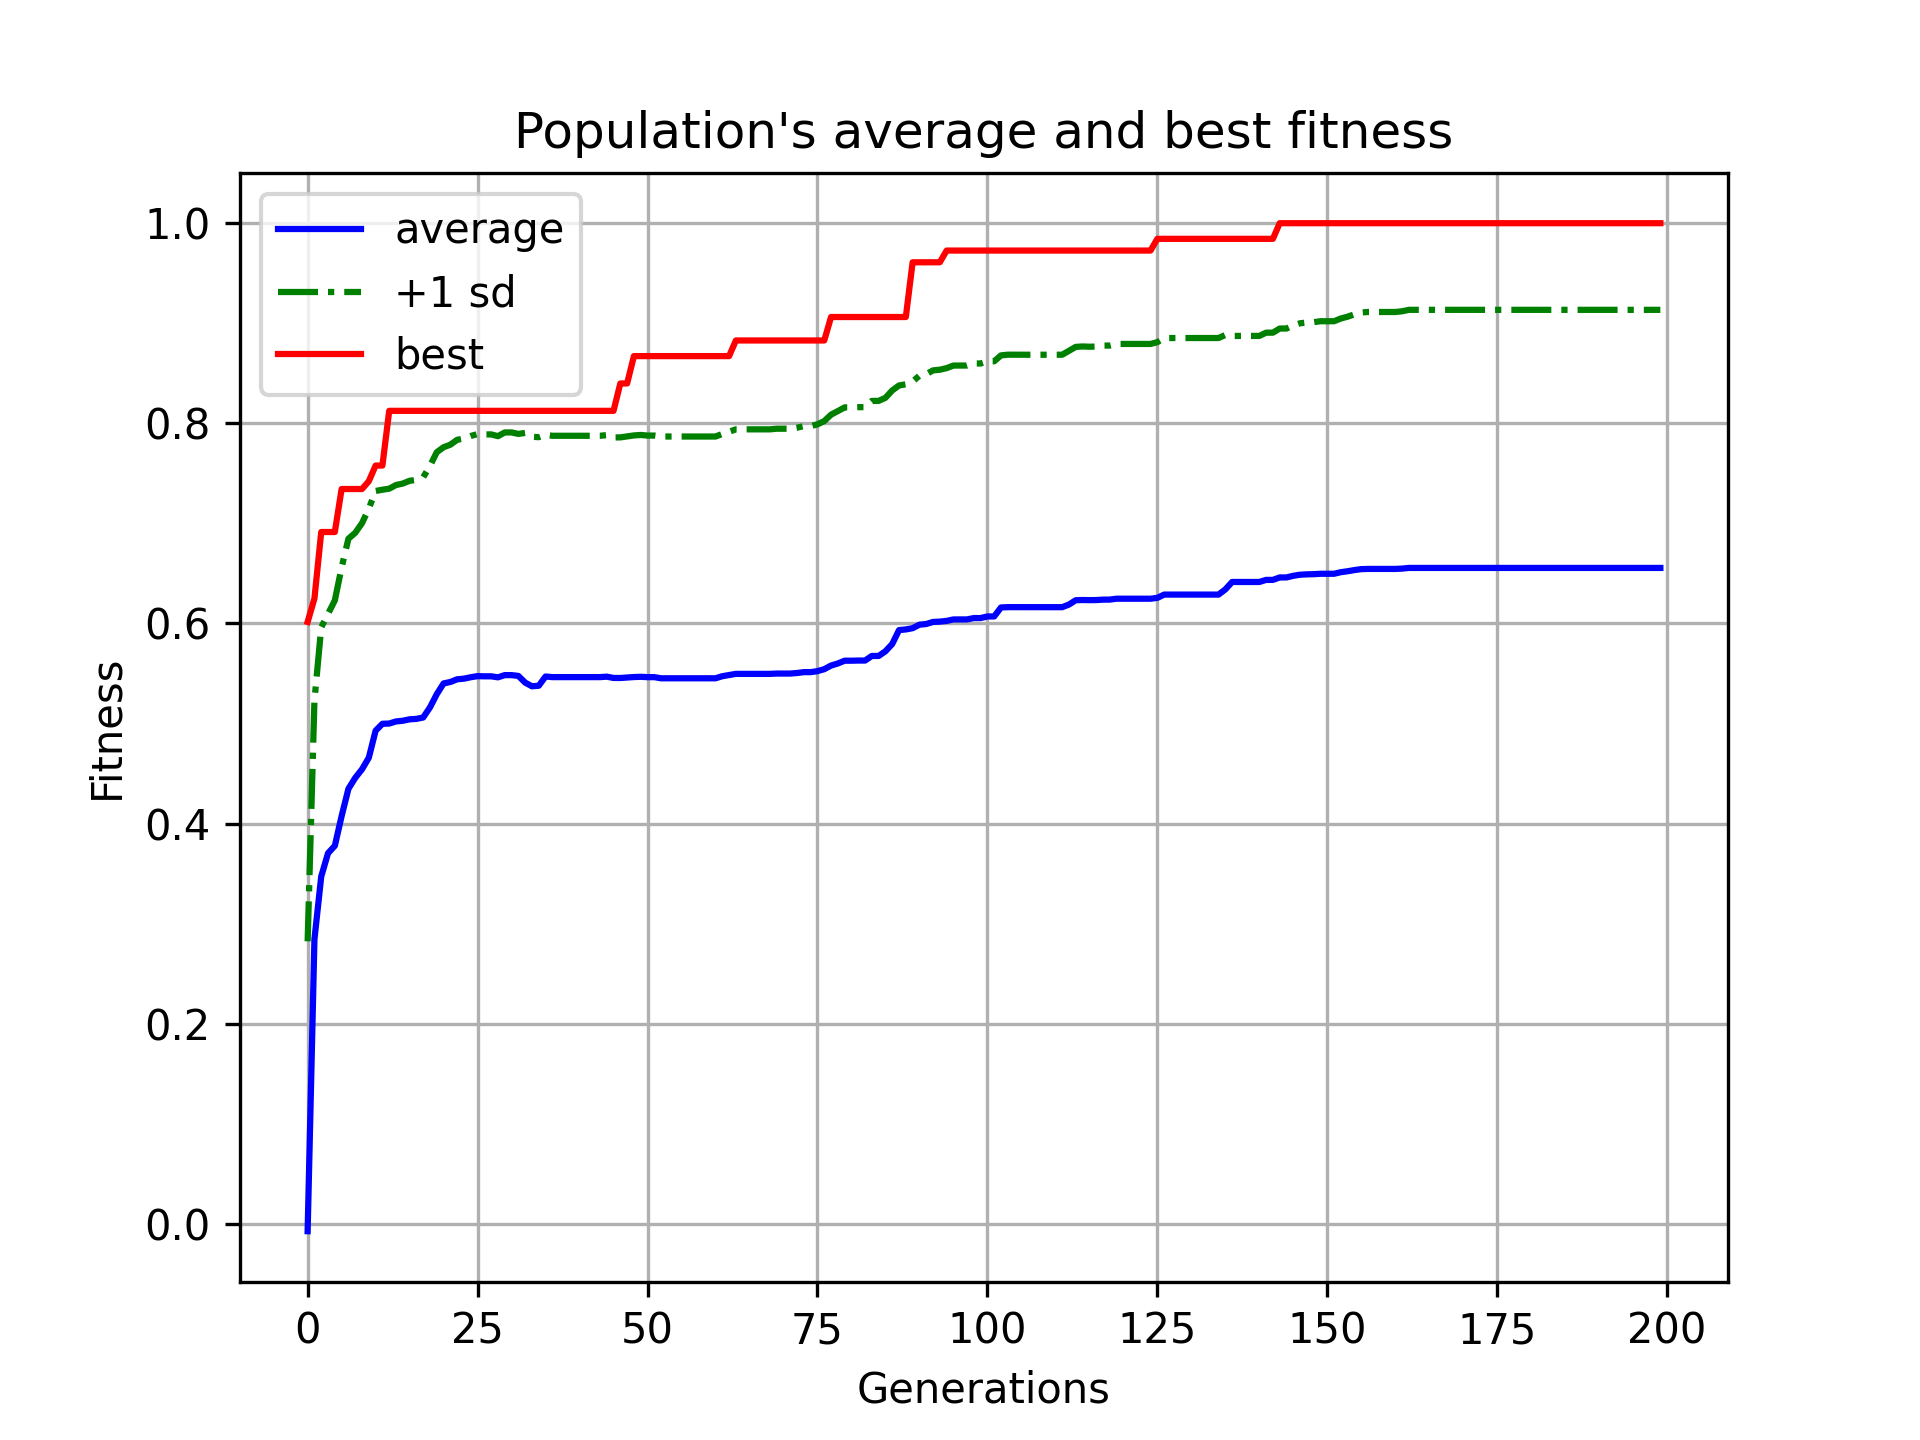 Population's average and best fitness
average
+1 sd
best
1.0
0.8
0.6
0.4
0.2
0.0
Fitness
0 25 50 75 100 125 150 175 200
Generations